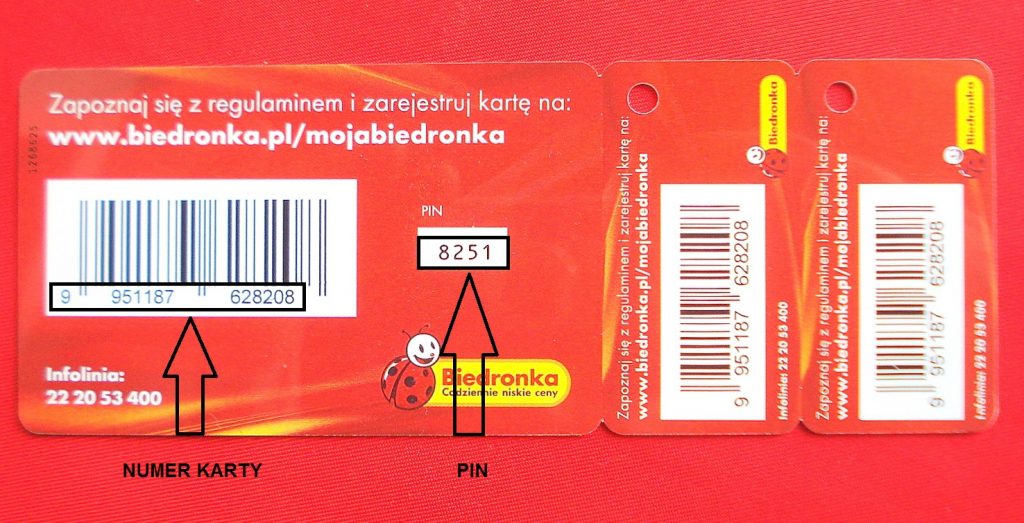 Zapoznaj się z regulaminem i zarejestruj kartę na:
www.biedronka.pl/mojabiedronka
1268625
9 951187 628208
PIN
8251
Infolinia:
22 20 53 400
Biedronka
Codziennie niskie ceny
NUMER KARTY
PIN
Zapoznaj się z regulaminem i zarejestruj kartę na:
www.biedronka.pl/mojabiedronka
9 951187 628208
Infolinia: 22 20 53 400
Biedronka
Zapoznaj się z regulaminem i zarejestruj kartę na:
www.biedronka.pl/mojabiedronka
9 951187 628208
Infolinia: 22 20 53 400
Biedronka